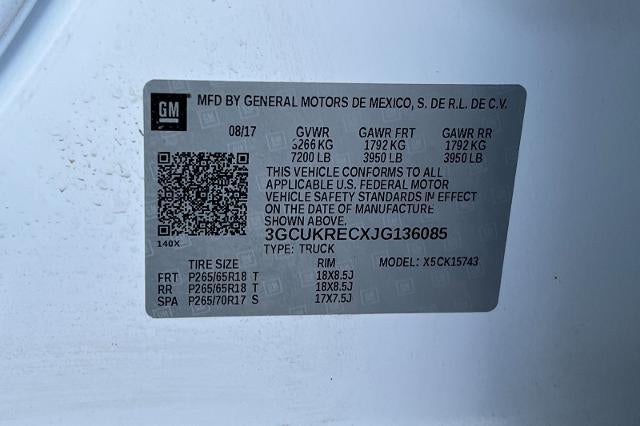 GM MFD BY GENERAL MOTORS DE MEXICO, S. DE R.L. DE C.V.
08/17 GVWR GAWR FRT GAWR RR
3266 KG 1792 KG 1792 KG
7200 LB 3950 LB 3950 LB
THIS VEHICLE CONFORMS TO ALL
APPLICABLE U.S. FEDERAL MOTOR
VEHICLE SAFETY STANDARDS IN EFFECT
ON THE DATE OF MANUFACTURE
SHOWN ABOVE.
140X
3GCUKRECXJG136085
TYPE: TRUCK
TIRE SIZE RIM MODEL: X5CK15743
FRT P265/65R18 T 18X8.5J
RR P265/65R18 T 18X8.5J
SPA P265/70R17 S 17X7.5J